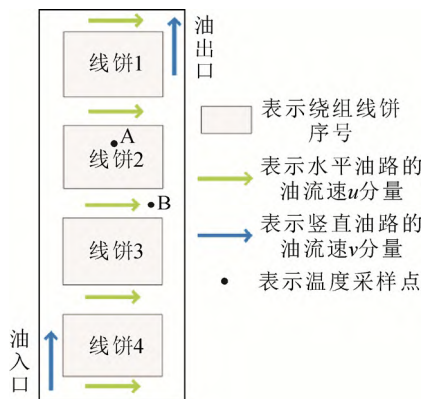 油出口
线饼1
A
线饼2
B
线饼3
线饼4
油入口
表示绕组线饼
序号
表示水平油路的
油流速u分量
表示竖直油路的
油流速v分量
表示温度采样点